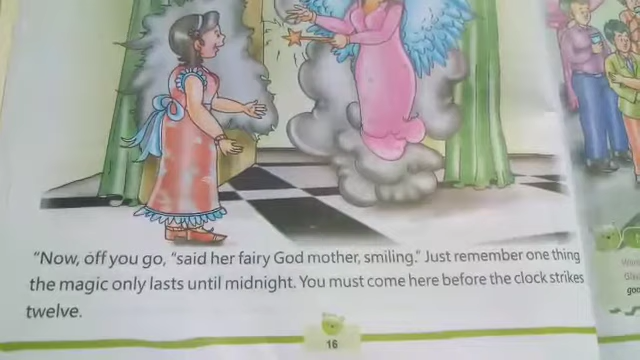 "Now, off you go, "said her fairy God mother, smiling." Just remember one thing
the magic only lasts until midnight. You must come here before the clock strikes
twelve.
16